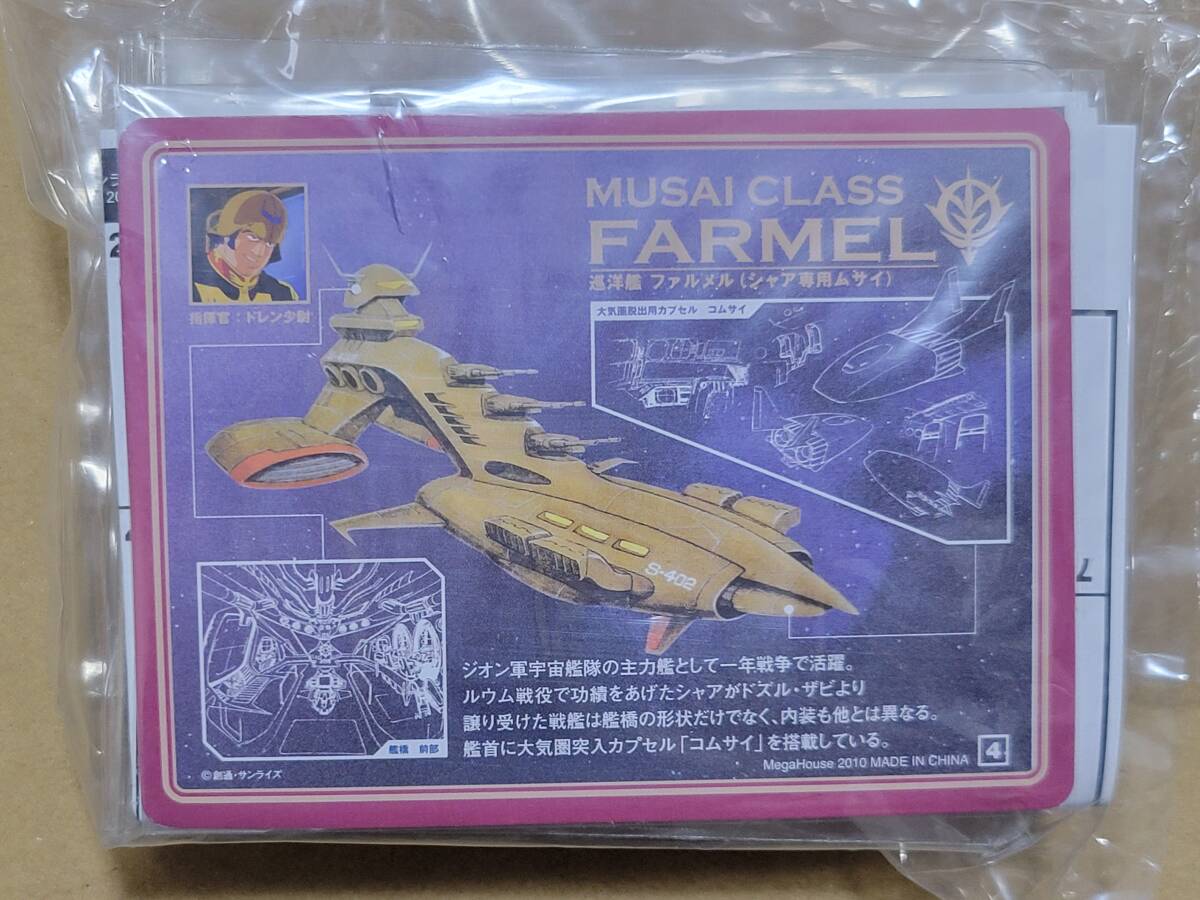 MUSAI CLASS
FARMEL
巡洋艦 ファルメル(シャア専用ムサイ)
指揮官:ドレン少尉
大気圏脱出用カプセル コムサイ
S-402
ジオン軍宇宙艦隊の主力艦として一年戦争で活躍。
ルウム戦役で功績をあげたシャアがドズル・ザビより
譲り受けた戦艦は艦橋の形状だけでなく、内装も他とは異なる。
艦首に大気圏突入カプセル「コムサイ」を搭載している。
艦橋 前部
MegaHouse 2010 MADE IN CHINA
4
©創通・サンライズ